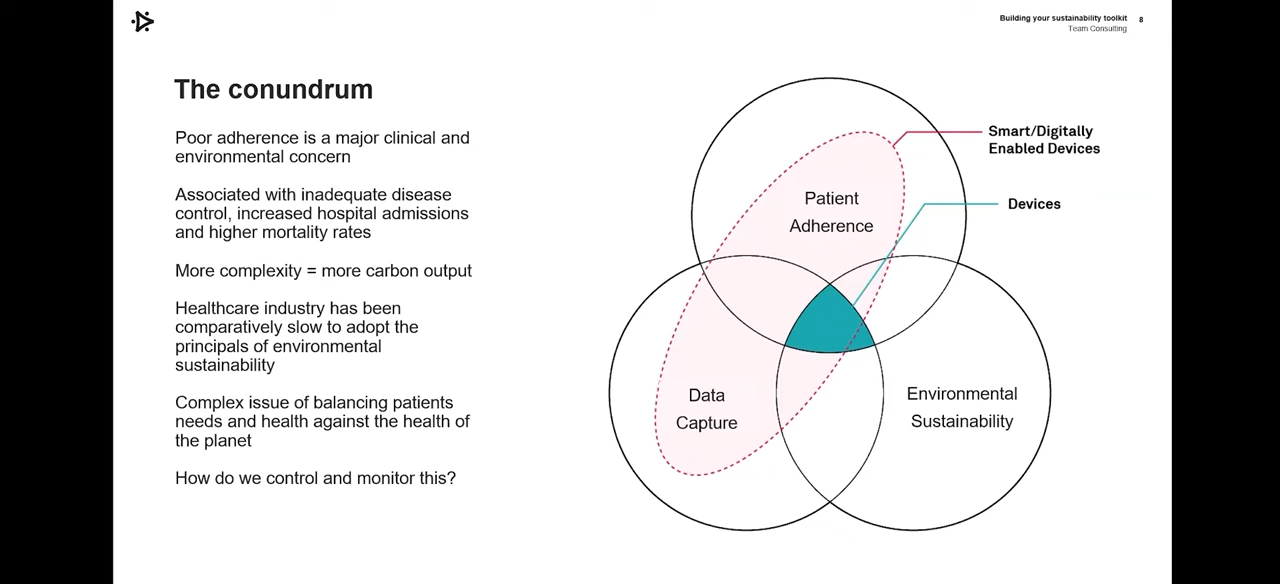 Building your sustainability toolkit 8
Team Consulting
The conundrum
Poor adherence is a major clinical and
environmental concern
Associated with inadequate disease
control, increased hospital admissions
and higher mortality rates
More complexity = more carbon output
Healthcare industry has been
comparatively slow to adopt the
principals of environmental
sustainability
Complex issue of balancing patients
needs and health against the health of
the planet
How do we control and monitor this?
Smart/Digitally
Enabled Devices
Devices
Patient
Adherence
Data
Capture
Environmental
Sustainability